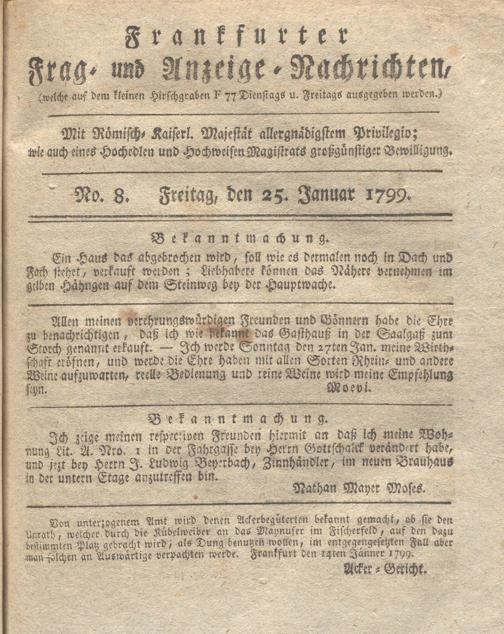 Frankfurter
Frag- und Anzeige-Nachrichten,
(welche auf dem kleinen Hirschgraben F 77 Dienstags u. Freitags ausgegeben werden.)
Mit Römisch-Kaiserl. Majestät allergnädigstem Privilegio;
wie auch eines Hochedlen und Hochweisen Magistrats großgünstiger Bewilligung.
No. 8. Freitag, den 25. Januar 1799.
Bekanntmachung.
Ein Haus das abgebrochen wird, soll wie es dermalen noch in Dach und
Fach stehet, verkauft werden; Liebhabere können das Nähere vernehmen im
gelben Hähngen auf dem Steinweg bey der Hauptwache.
Allen meinen verehrungswürdigen Freunden und Gönnern habe die Ehre
zu benachrichtigen, daß ich wie bekannt das Gasthauß in der Saalgaß zum
Storch genannt erkauft. — Ich werde Sonntag den 27ten Jan. meine Wirth-
schaft eröfnen, und werde die Ehre haben mit allen Sorten Rhein- und andere
Weine aufzuwarten, reelle Bedienung und reine Weine wird meine Empfehlung
seyn. Moevi.
Bekanntmachung.
Ich zeige meinen respectiven Freunden hiermit an daß ich meine Woh-
nung Lit. A. Nro. 1 in der Fahrgasse bey Herrn Gottschalck verändert habe,
und jezt bey Herrn J. Ludwig Beyerbach, Zinnhändler, im neuen Brauhaus
in der untern Etage anzutreffen bin.
Nathan Mayer Moses.
Von unterzogenem Amt wird denen Ackerbegüterten bekannt gemacht, ob sie den
Unrath, welcher durch die Kübelweiber an das Maynufer im Fischerfeld, auf den dazu
bestimmten Platz gebracht wird, als Dung benutzen wollen, im entgegengesetzten Fall aber
man solchen an Auswärtige verpachten werde. Frankfurt den 14ten Jänner 1799.
Acker-Gericht.